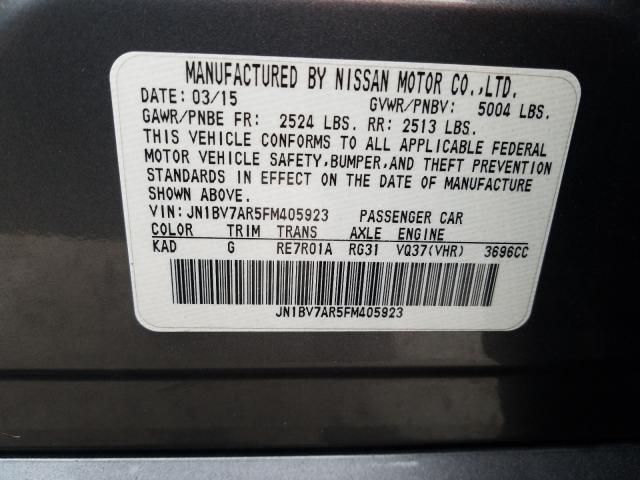 MANUFACTURED BY NISSAN MOTOR CO.,LTD.
DATE: 03/15 GVWR/PNBV: 5004 LBS.
GAWR/PNBE FR: 2524 LBS. RR: 2513 LBS.
THIS VEHICLE CONFORMS TO ALL APPLICABLE FEDERAL
MOTOR VEHICLE SAFETY,BUMPER,AND THEFT PREVENTION
STANDARDS IN EFFECT ON THE DATE OF MANUFACTURE
SHOWN ABOVE.
VIN:JN1BV7AR5FM405923 PASSENGER CAR
COLOR TRIM TRANS AXLE ENGINE
KAD G RE7R01A RG31 VQ37(VHR) 3696CC
JN1BV7AR5FM405923